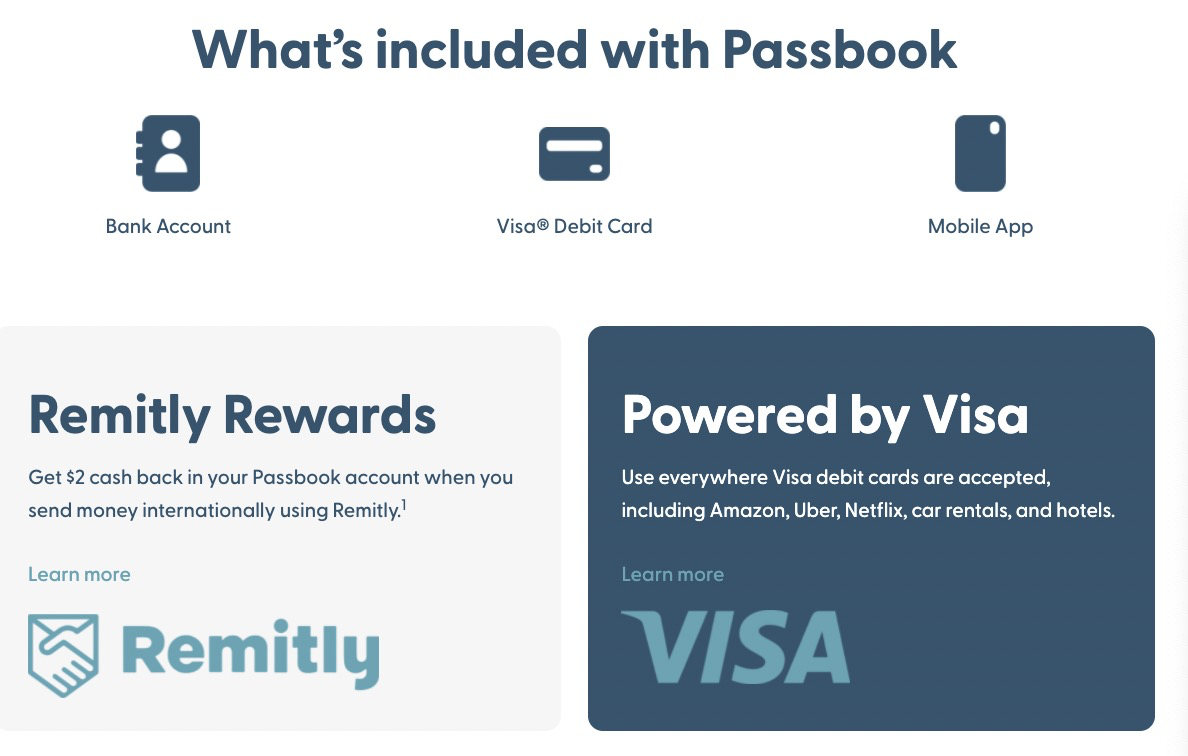 What’s included with Passbook
Bank Account
Visa® Debit Card
Mobile App
Remitly Rewards
Get $2 cash back in your Passbook account when you
send money internationally using Remitly.¹
Learn more
Remitly
Powered by Visa
Use everywhere Visa debit cards are accepted,
including Amazon, Uber, Netflix, car rentals, and hotels.
Learn more
VISA